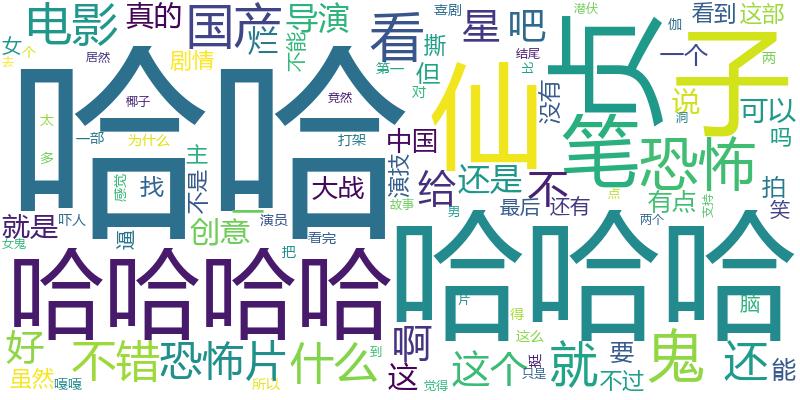 电影
真的
国产
导演
看
星
吧
喜剧
潜伏
看到
这部
女
个
去
居然
剧情
烂
不能
撕
但
对
第一
片
结尾
伽
一个
两
哈哈
仙
兵
子
椰子
竟然
太
多
一部
为什么
打架
没有
说
洞
可以
吗
中国
笔
恐怖
感觉
找
主
不是
大战
演技
给
还是
不
故事
男
点
有点
支持
拍
笑
就是
吓人
女鬼
逼
一
创意
演员
看完
把
最后
还有
两个
哈哈哈哈
哈哈哈
片
得
脑
好
不错
恐怖片
什么
到
啊
这
觉得
这个
这么
是
只是
就
要
不过
鬼
还
能
虽然
嘎嘎
所以